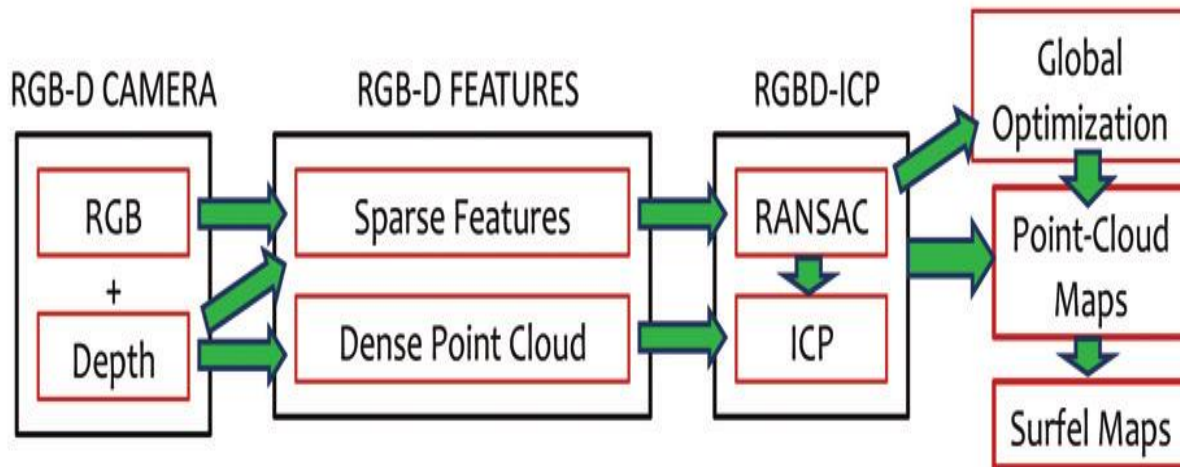 RGB-D CAMERA
RGB
+
Depth
RGB-D FEATURES
Sparse Features
Dense Point Cloud
RGBD-ICP
RANSAC
ICP
Global
Optimization
Point-Cloud
Maps
Surfel Maps